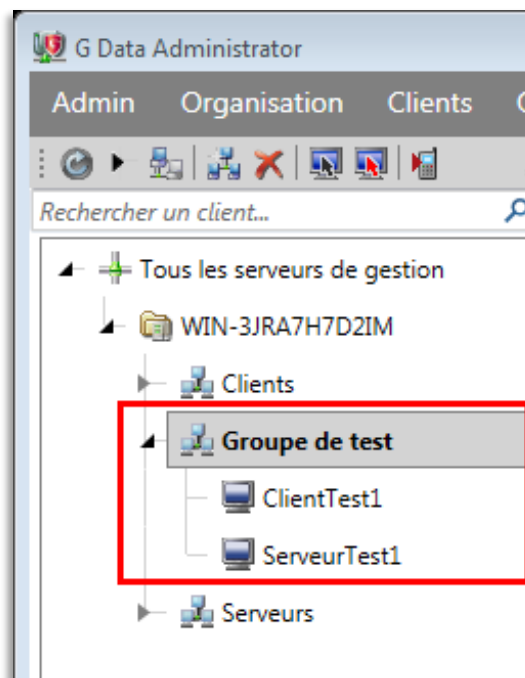 G Data Administrator
Admin Organisation Clients
Rechercher un client...
Tous les serveurs de gestion
WIN-3JRA7H7D2IM
Clients
Groupe de test
ClientTest1
ServeurTest1
Serveurs